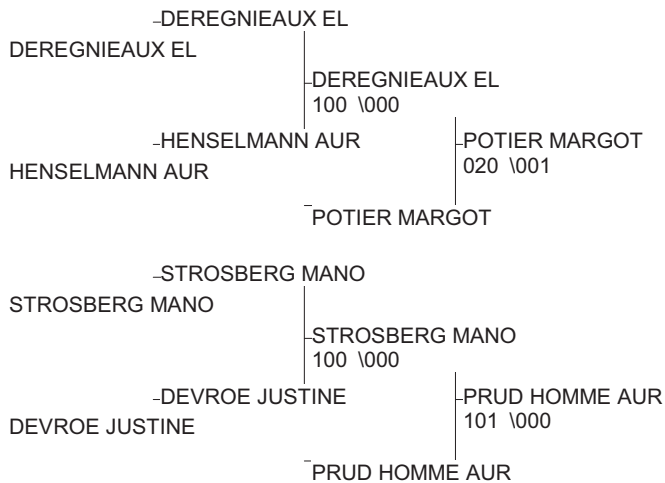 DEREGNIEAUX EL
DEREGNIEAUX EL
DEREGNIEAUX EL
100 \000
HENSELMANN AUR
POTIER MARGOT
HENSELMANN AUR
020 \001
POTIER MARGOT
STROSBERG MANO
STROSBERG MANO
STROSBERG MANO
100 \000
DEVROE JUSTINE
PRUD HOMME AUR
DEVROE JUSTINE
101 \000
PRUD HOMME AUR